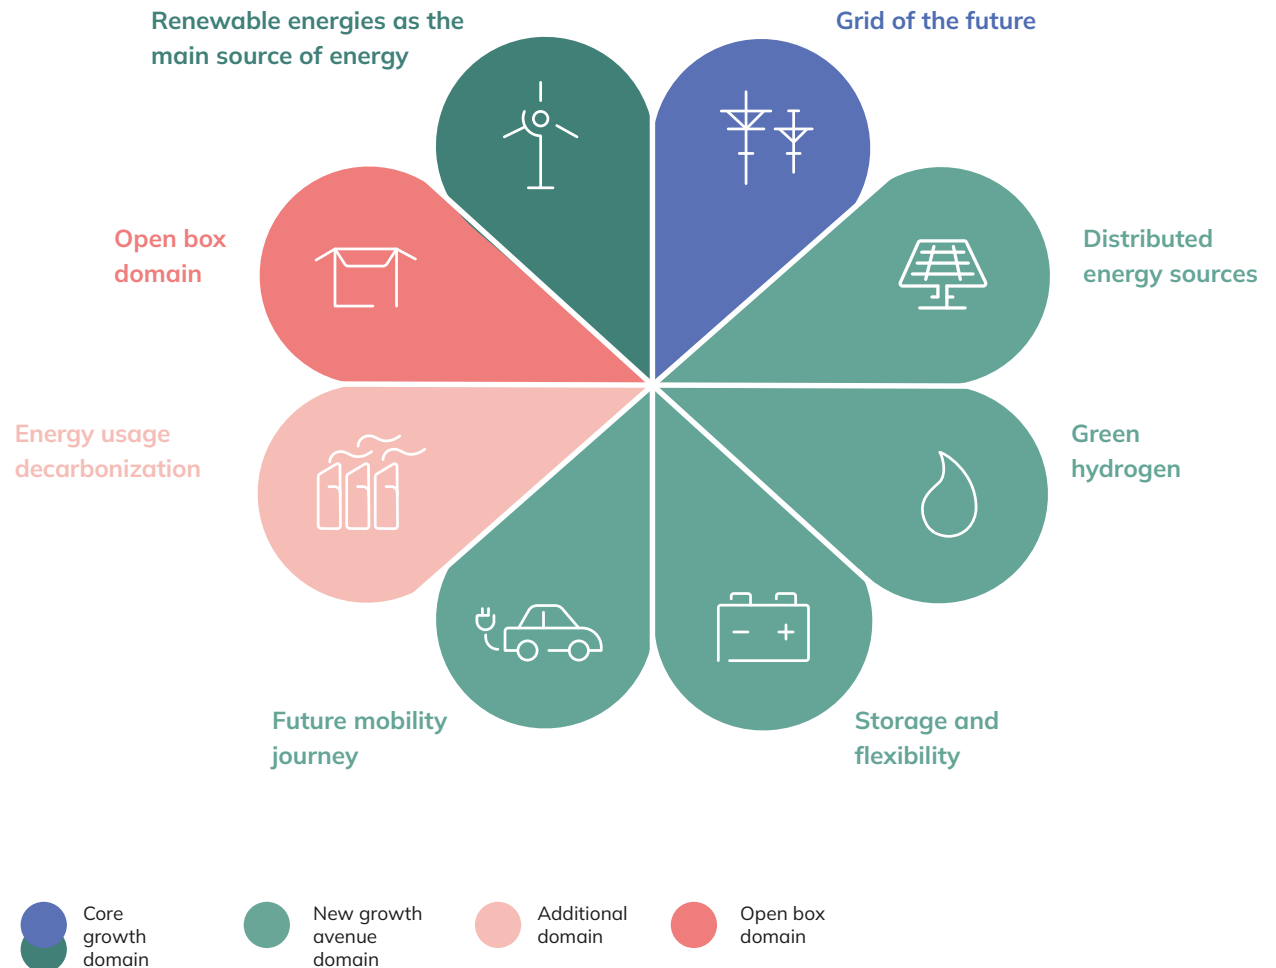 Renewable energies as the
main source of energy
Grid of the future
Open box
domain
Distributed
energy sources
Energy usage
decarbonization
Green
hydrogen
Future mobility
journey
Storage and
flexibility
Core
growth
domain
New growth
avenue
domain
Additional
domain
Open box
domain